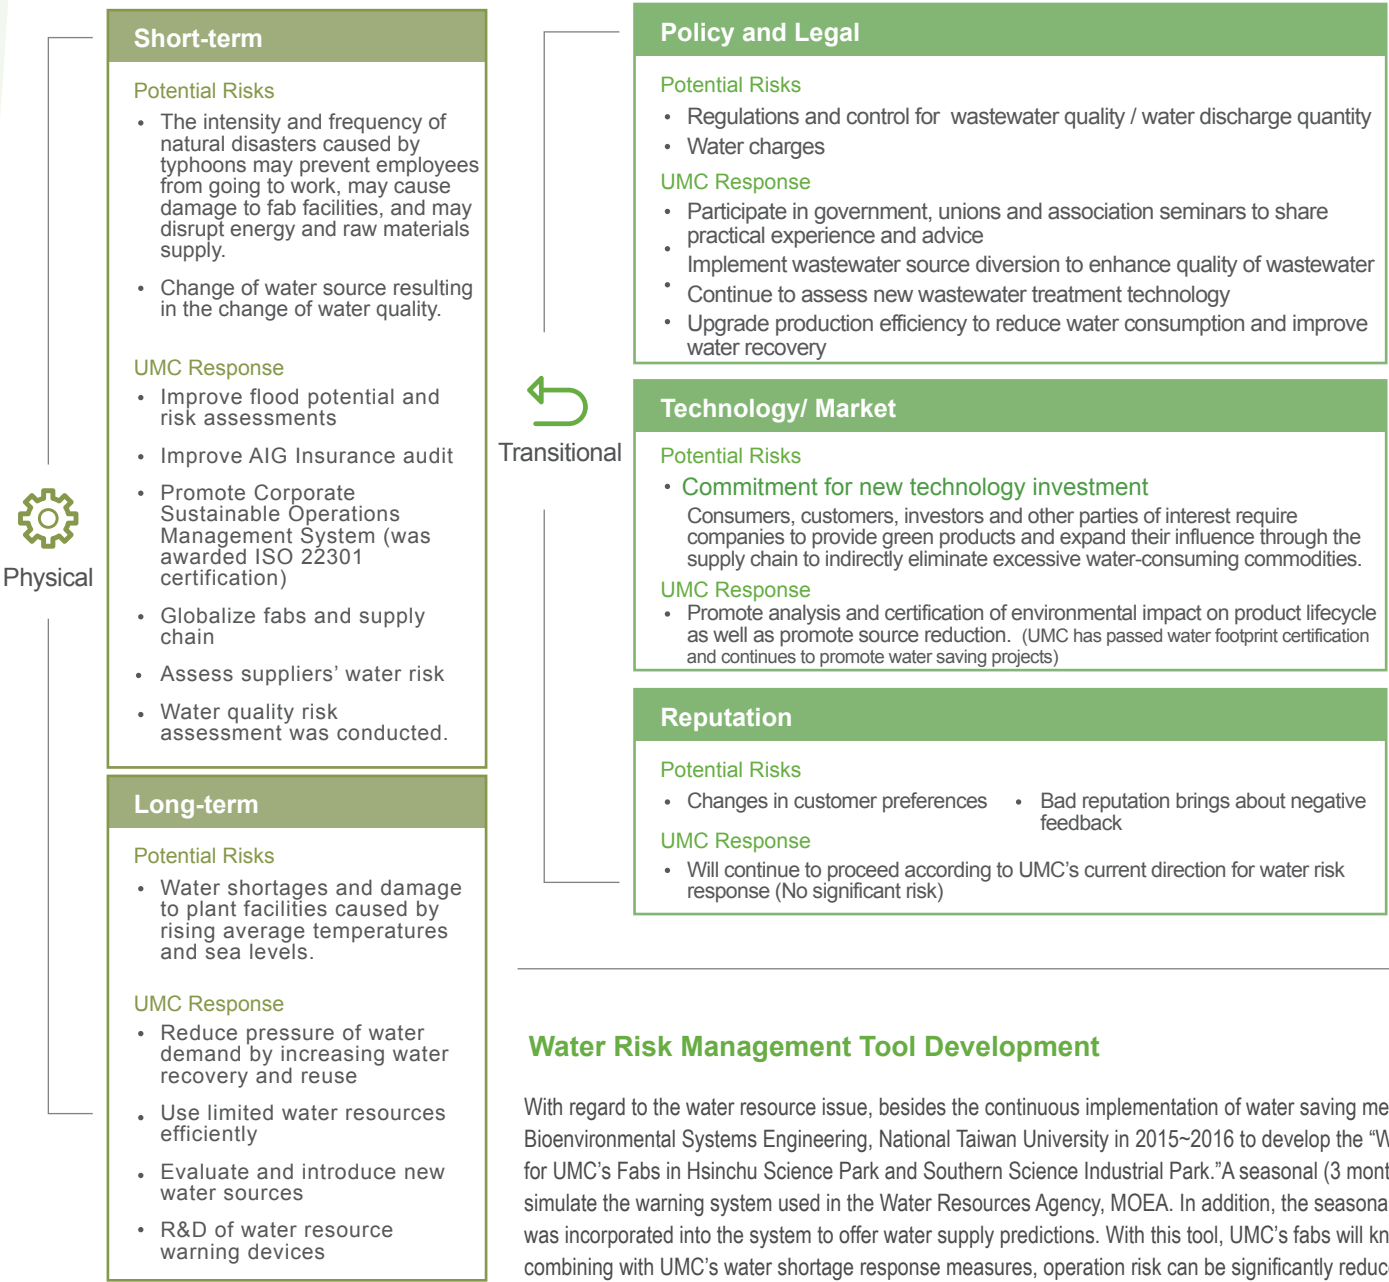 Physical
Short-term
Potential Risks
• The intensity and frequency of
natural disasters caused by
typhoons may prevent employees
from going to work, may cause
damage to fab facilities, and may
disrupt energy and raw materials
supply.
• Change of water source resulting
in the change of water quality.
UMC Response
• Improve flood potential and
risk assessments
• Improve AIG Insurance audit
• Promote Corporate
Sustainable Operations
Management System (was
awarded ISO 22301
certification)
• Globalize fabs and supply
chain
• Assess suppliers’ water risk
• Water quality risk
assessment was conducted.
Long-term
Potential Risks
• Water shortages and damage
to plant facilities caused by
rising average temperatures
and sea levels.
UMC Response
• Reduce pressure of water
demand by increasing water
recovery and reuse
• Use limited water resources
efficiently
• Evaluate and introduce new
water sources
• R&D of water resource
warning devices
Transitional
Policy and Legal
Potential Risks
• Regulations and control for wastewater quality / water discharge quantity
• Water charges
UMC Response
• Participate in government, unions and association seminars to share
practical experience and advice
• Implement wastewater source diversion to enhance quality of wastewater
• Continue to assess new wastewater treatment technology
• Upgrade production efficiency to reduce water consumption and improve
water recovery
Technology/ Market
Potential Risks
• Commitment for new technology investment
Consumers, customers, investors and other parties of interest require
companies to provide green products and expand their influence through the
supply chain to indirectly eliminate excessive water-consuming commodities.
UMC Response
• Promote analysis and certification of environmental impact on product lifecycle
as well as promote source reduction. (UMC has passed water footprint certification
and continues to promote water saving projects)
Reputation
Potential Risks
• Changes in customer preferences
• Bad reputation brings about negative
feedback
UMC Response
• Will continue to proceed according to UMC’s current direction for water risk
response (No significant risk)
Water Risk Management Tool Development
With regard to the water resource issue, besides the continuous implementation of water saving me
Bioenvironmental Systems Engineering, National Taiwan University in 2015~2016 to develop the “W
for UMC’s Fabs in Hsinchu Science Park and Southern Science Industrial Park.”A seasonal (3 mont
simulate the warning system used in the Water Resources Agency, MOEA. In addition, the seasona
was incorporated into the system to offer water supply predictions. With this tool, UMC’s fabs will kn
combining with UMC’s water shortage response measures, operation risk can be significantly reduc